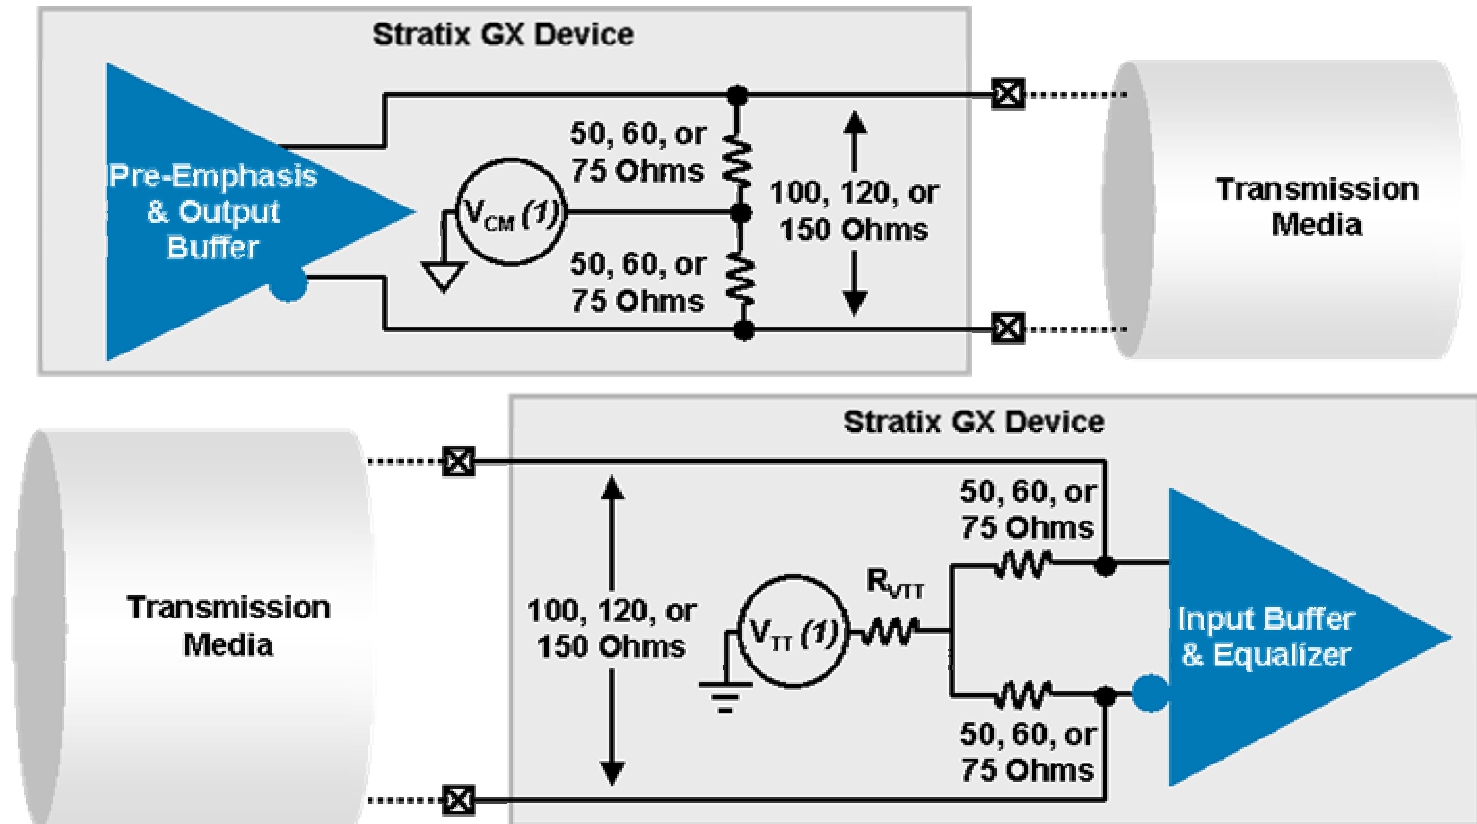 Stratix GX Device
Pre-Emphasis
& Output
Buffer
V_CM (1)
50, 60, or
75 Ohms
50, 60, or
75 Ohms
100, 120, or
150 Ohms
Transmission
Media
Stratix GX Device
Transmission
Media
100, 120, or
150 Ohms
V_TT (1)
R_VTT
50, 60, or
75 Ohms
50, 60, or
75 Ohms
Input Buffer
& Equalizer